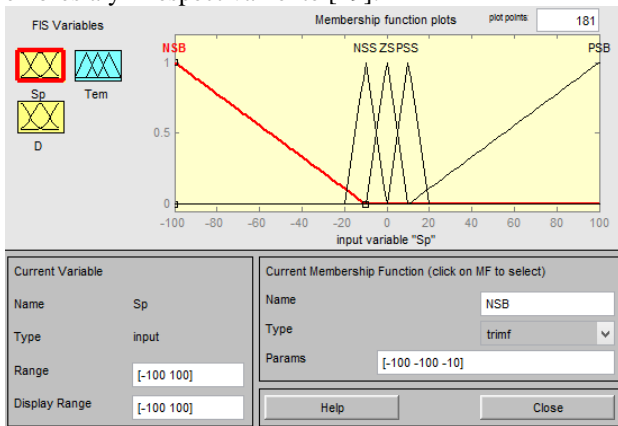 FIS Variables
Membership function plots
plot points:
181
NSB
NSS ZS PSS
PSB
Sp
Tem
D
1
0.5
0
-100 -80 -60 -40 -20 0 20 40 60 80 100
input variable "Sp"
Current Variable
Name Sp
Type input
Range [-100 100]
Display Range [-100 100]
Current Membership Function (click on MF to select)
Name NSB
Type trimf
Params [-100 -100 -10]
Help
Close